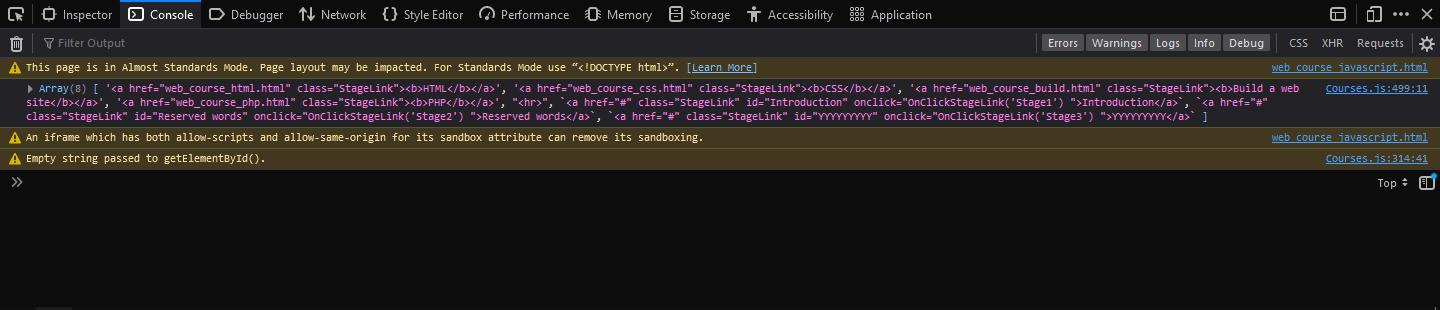 Inspector Console Debugger Network Style Editor Performance Memory Storage Accessibility Application
Filter Output Errors Warnings Logs Info Debug CSS XHR Requests
This page is in Almost Standards Mode. Page layout may be impacted. For Standards Mode use “<!DOCTYPE html>”. [Learn More] web_course_javascript.html
Array(8) [ '<a href="web_course_html.html" class="StageLink"><b>HTML</b></a>', '<a href="web_course_css.html" class="StageLink"><b>CSS</b></a>', '<a href="web_course_build.html" class="StageLink"><b>Build a web Courses.js:499:11
site</b></a>', '<a href="web_course_php.html" class="StageLink"><b>PHP</b></a>', "<hr>", `<a href="#" class="StageLink" id="Introduction" onclick="OnClickStageLink('Stage1') ">Introduction</a>`, `<a href="#"
class="StageLink" id="Reserved words" onclick="OnClickStageLink('Stage2') ">Reserved words</a>`, `<a href="#" class="StageLink" id="YYYYYYYYY" onclick="OnClickStageLink('Stage3') ">YYYYYYYYY</a>` ]
An iframe which has both allow-scripts and allow-same-origin for its sandbox attribute can remove its sandboxing. web_course_javascript.html
Empty string passed to getElementById(). Courses.js:314:41
Top